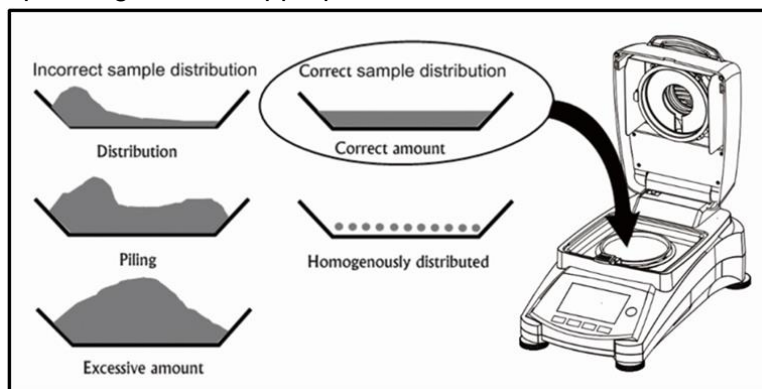 Incorrect sample distribution
Distribution
Piling
Excessive amount
Correct sample distribution
Correct amount
Homogenously distributed